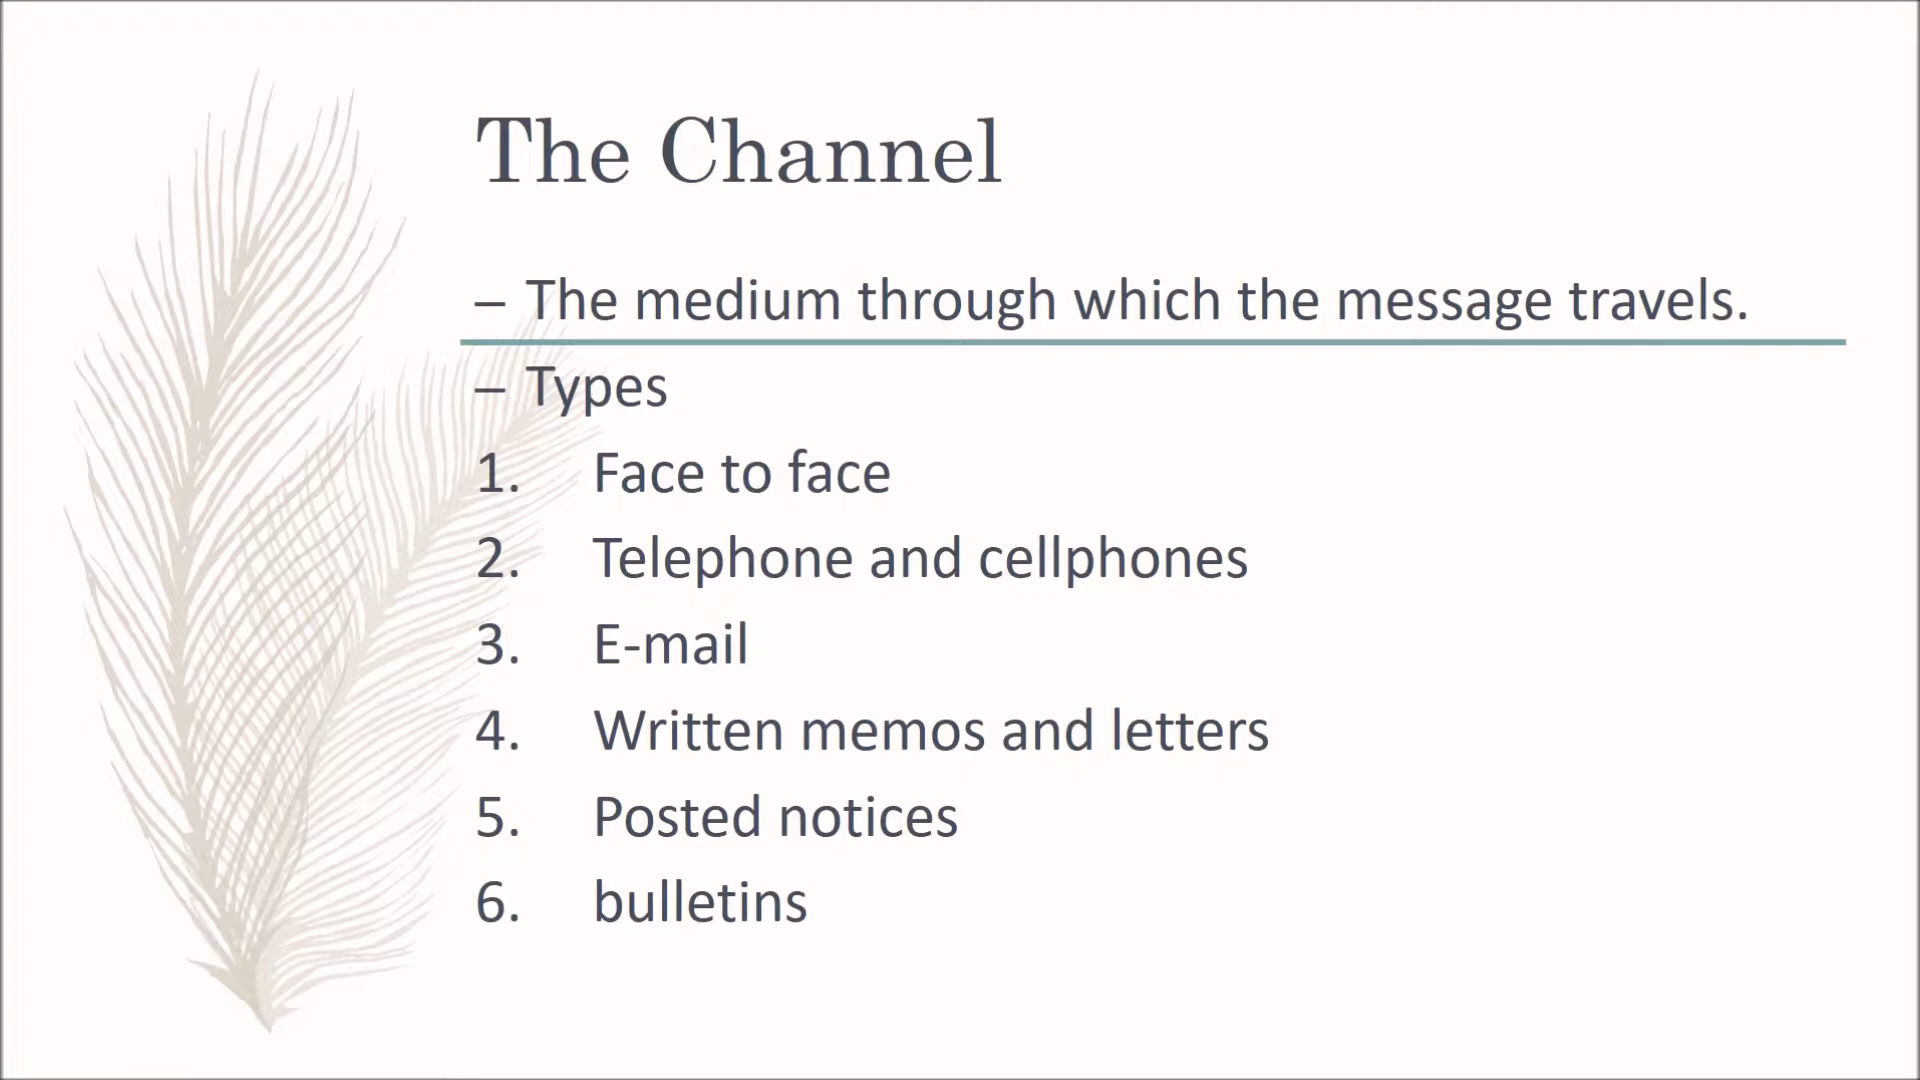 The Channel
– The medium through which the message travels.
– Types
1. Face to face
2. Telephone and cellphones
3. E-mail
4. Written memos and letters
5. Posted notices
6. bulletins